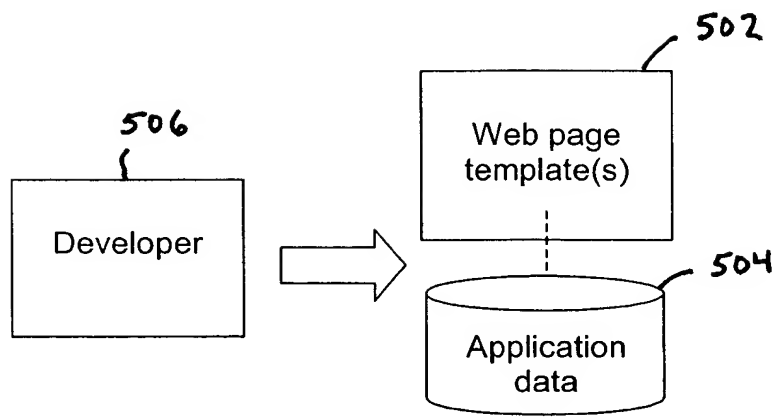 502
506
Web page
template(s)
Developer
504
Application
data